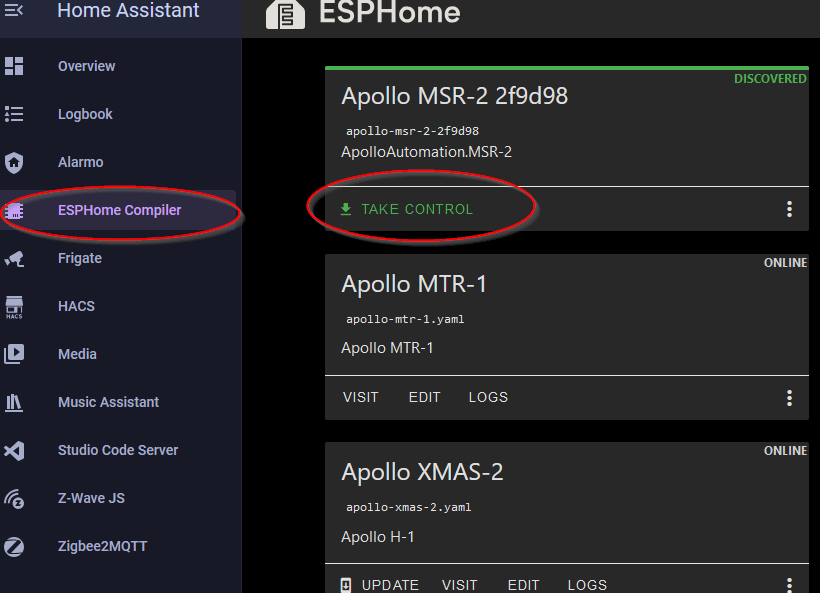 Home Assistant
Overview
Logbook
Alarmo
ESPHome Compiler
Frigate
HACS
HACS
Media
Music Assistant
Studio Code Server
Z-Wave JS
Zigbee2MQTT
ESPHome
DISCOVERED
Apollo MSR-2 2f9d98
apollo-msr-2-2f9d98
ApolloAutomation.MSR-2
TAKE CONTROL
ONLINE
Apollo MTR-1
apollo-mtr-1.yaml
Apollo MTR-1
VISIT EDIT LOGS
ONLINE
Apollo XMAS-2
apollo-xmas-2.yaml
Apollo H-1
UPDATE VISIT EDIT LOGS